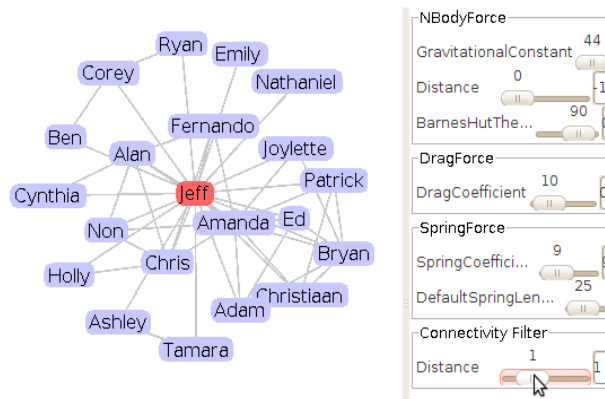 Ryan
Emily
Corey
Nathaniel
Fernando
Ben
Alan
Joylette
Patrick
Cynthia
Jeff
Amanda
Ed
Non
Bryan
Holly
Chris
Christiaan
Adam
Ashley
Tamara
NBodyForce
44
GravitationalConstant
0
Distance
90
BarnesHutThe...
DragForce
10
DragCoefficient
SpringForce
9
SpringCoeffici...
25
DefaultSpringLen...
Connectivity Filter
1
Distance
1